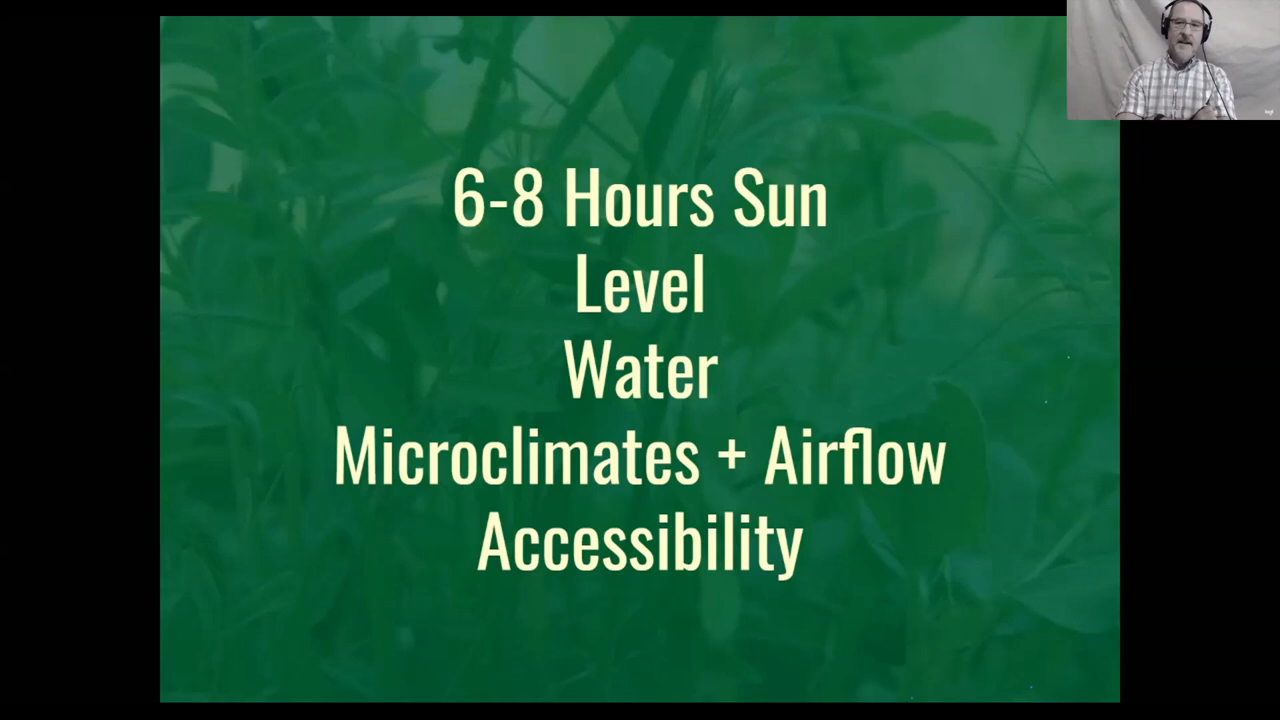 6-8 Hours Sun
Level
Water
Microclimates + Airflow
Accessibility